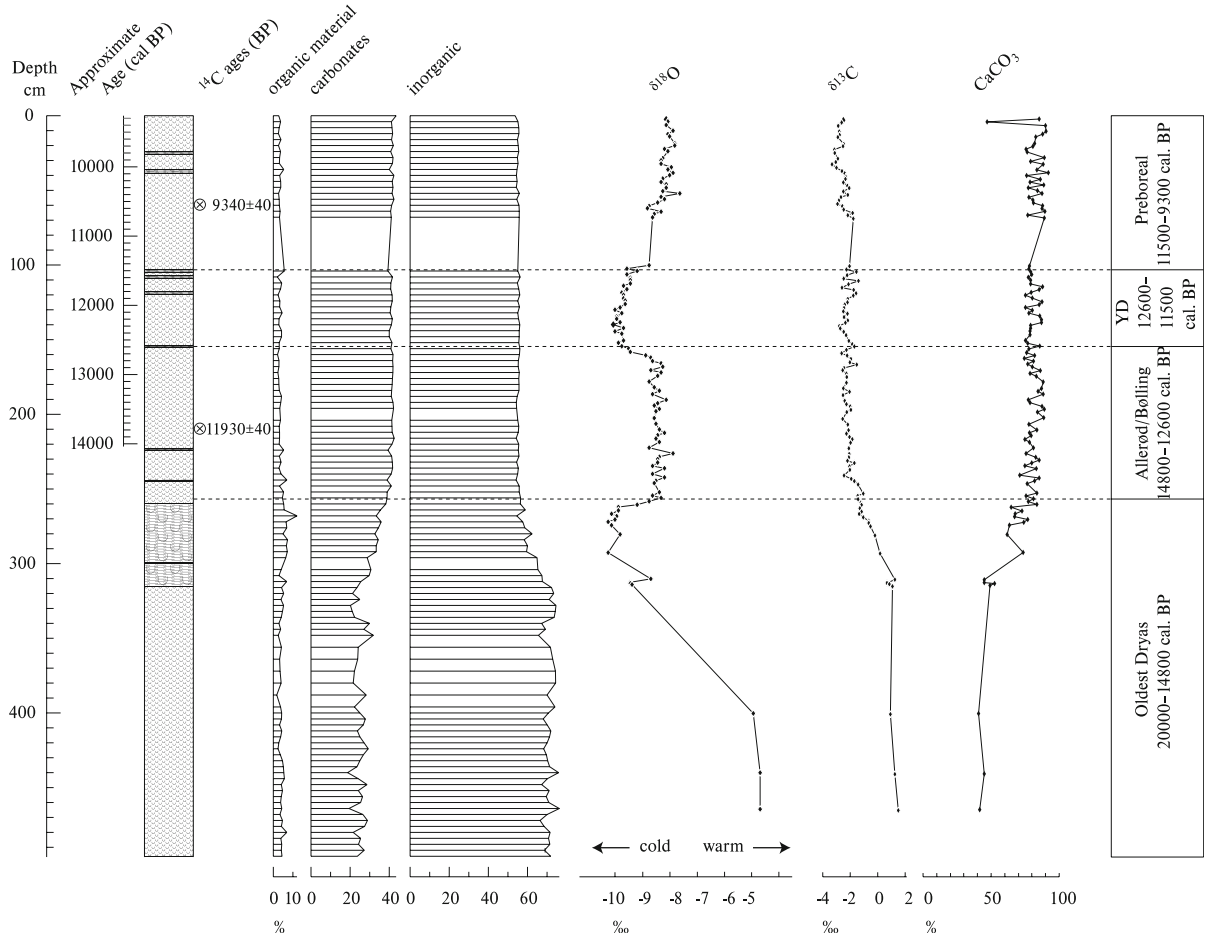 Depth
cm
Approximate
Age (cal BP)
¹⁴C ages (BP)
organic material
carbonates
inorganic
δ18O
δ13C
CaCO₃
0
100
200
300
400
10000
11000
12000
13000
14000
⊗ 9340±40
⊗11930±40
Preboreal
11500–9300 cal. BP
YD
12600–
11500
cal. BP
Allerød/Bølling
14800–12600 cal. BP
Oldest Dryas
20000–14800 cal. BP
cold warm
0 10 0 20 40 0 20 40 60 -10 -9 -8 -7 -6 -5 -4 -2 0 2 0 50 100
% % % ‰ ‰ %